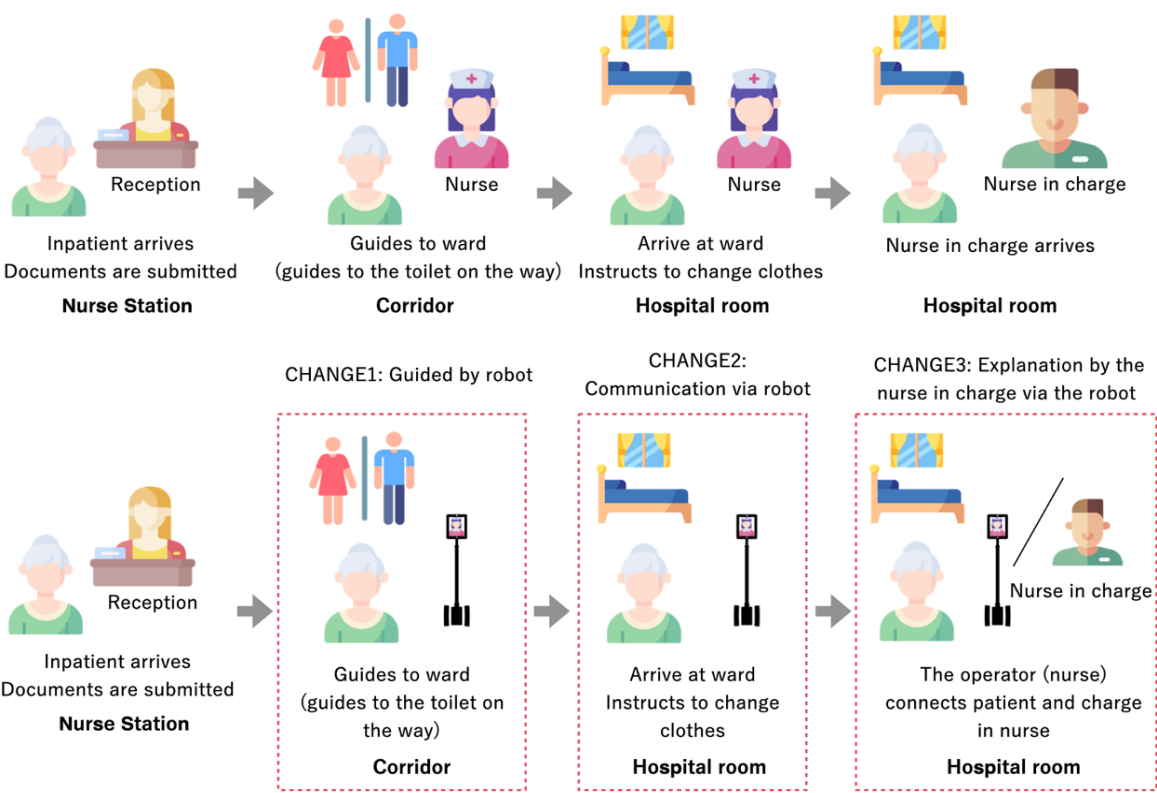 Reception
Inpatient arrives
Documents are submitted
Nurse Station
Nurse
Guides to ward
(guides to the toilet on the way)
Corridor
Nurse
Arrive at ward
Instructs to change clothes
Hospital room
Nurse in charge
Nurse in charge arrives
Hospital room
Reception
Inpatient arrives
Documents are submitted
Nurse Station
CHANGE1: Guided by robot
Guides to ward
(guides to the toilet on
the way)
Corridor
CHANGE2:
Communication via robot
Arrive at ward
Instructs to change
clothes
Hospital room
CHANGE3: Explanation by the
nurse in charge via the robot
Nurse in charge
The operator (nurse)
connects patient and charge
in nurse
Hospital room